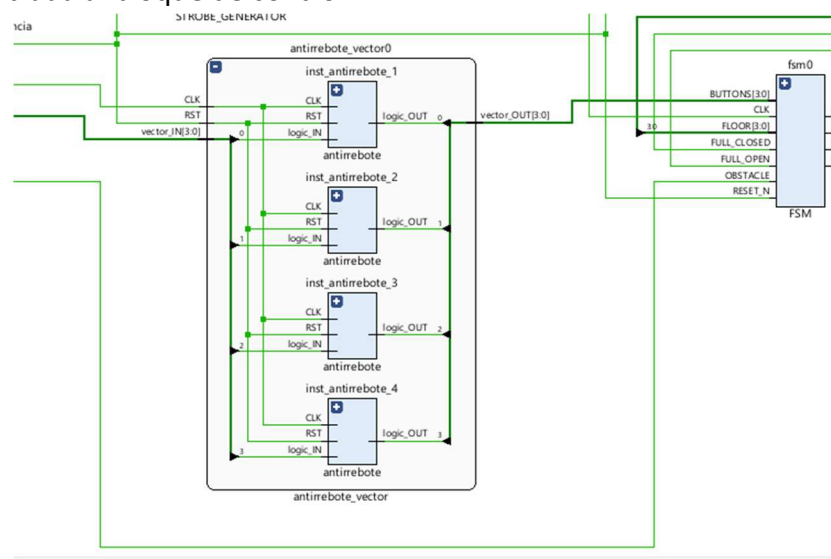 STROBE_GENERATOR
ncia
antirrebote_vector0
inst_antirrebote_1
CLK
RST
logic_IN
logic_OUT
antirrebote
CLK
RST
vector_IN[3:0]
0
0
vector_OUT[3:0]
inst_antirrebote_2
CLK
RST
logic_IN
logic_OUT
antirrebote
1
1
inst_antirrebote_3
CLK
RST
logic_IN
logic_OUT
antirrebote
2
2
inst_antirrebote_4
CLK
RST
logic_IN
logic_OUT
antirrebote
3
3
antirrebote_vector
fsm0
BUTTONS[3:0]
CLK
FLOOR[3:0]
FULL_CLOSED
FULL_OPEN
OBSTACLE
RESET_N
3:0
FSM